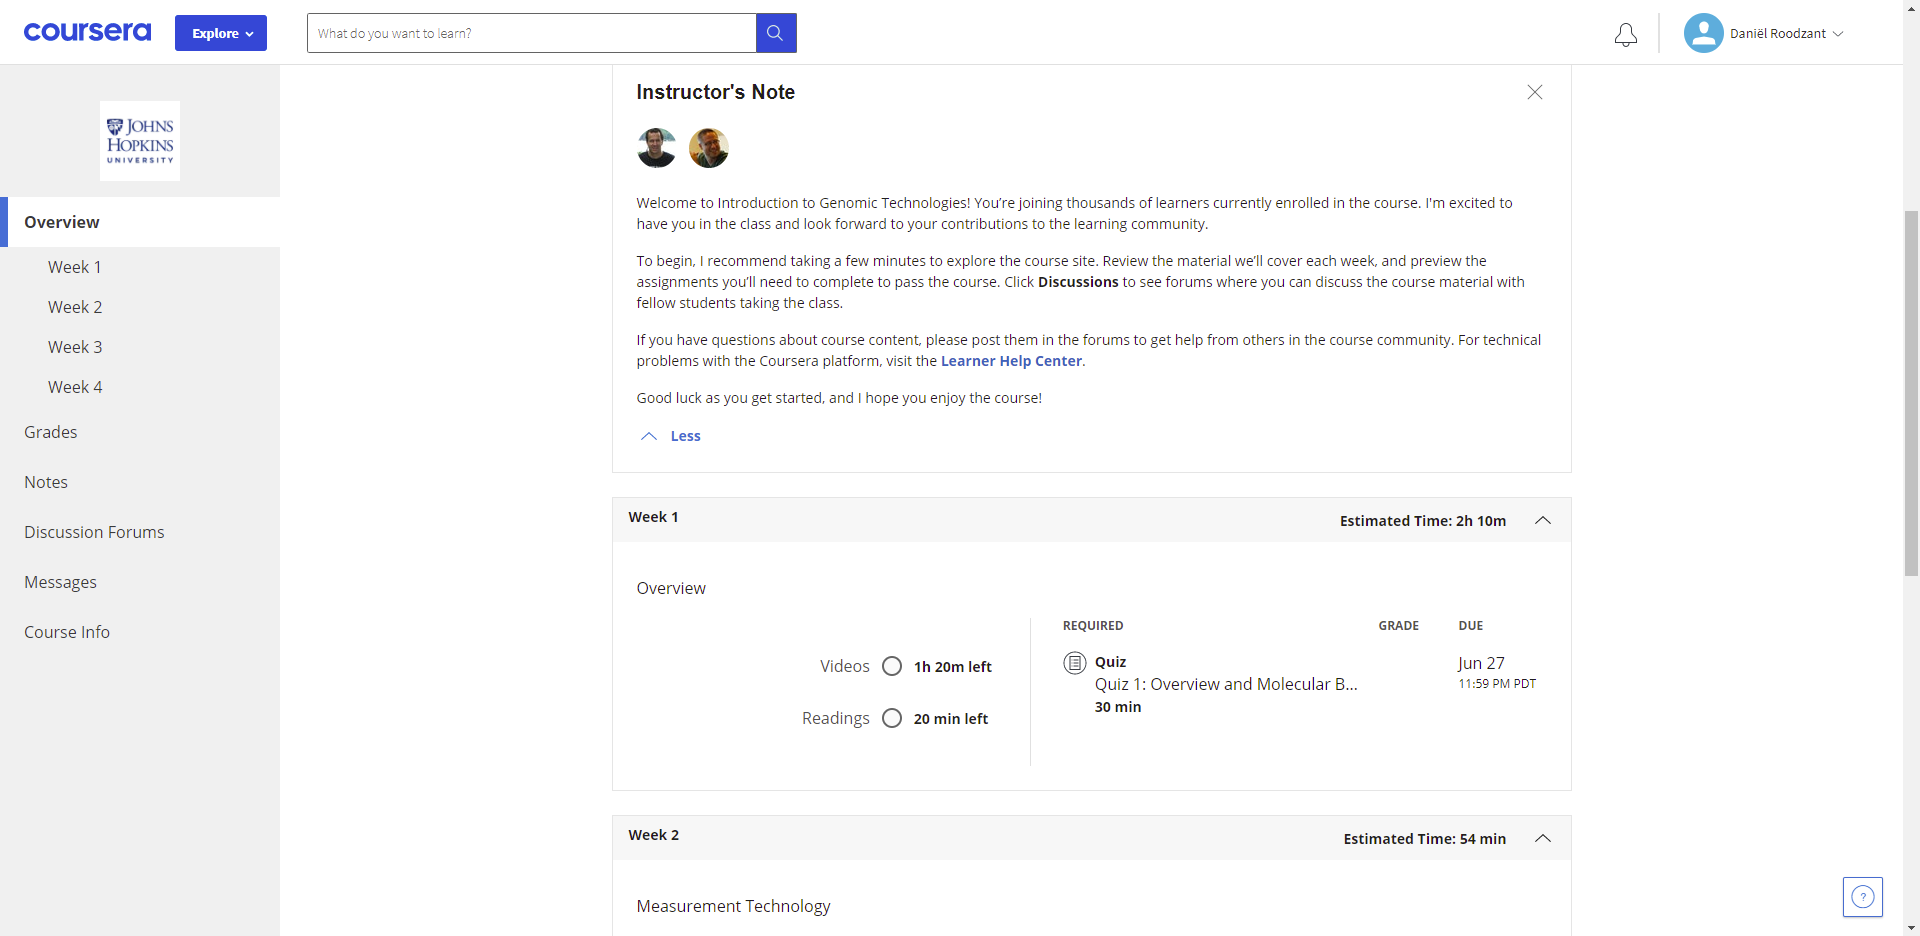 coursera
Explore
What do you want to learn?
Daniël Roodzant
JOHNS
HOPKINS
UNIVERSITY
Overview
Week 1
Week 2
Week 3
Week 4
Grades
Notes
Discussion Forums
Messages
Course Info
Instructor's Note
Welcome to Introduction to Genomic Technologies! You’re joining thousands of learners currently enrolled in the course. I'm excited to
have you in the class and look forward to your contributions to the learning community.
To begin, I recommend taking a few minutes to explore the course site. Review the material we’ll cover each week, and preview the
assignments you’ll need to complete to pass the course. Click Discussions to see forums where you can discuss the course material with
fellow students taking the class.
If you have questions about course content, please post them in the forums to get help from others in the course community. For technical
problems with the Coursera platform, visit the Learner Help Center.
Good luck as you get started, and I hope you enjoy the course!
Less
Week 1
Estimated Time: 2h 10m
Overview
Videos 1h 20m left
Readings 20 min left
REQUIRED GRADE DUE
Quiz
Quiz 1: Overview and Molecular B...
30 min
Jun 27
11:59 PM PDT
Week 2
Estimated Time: 54 min
Measurement Technology
?